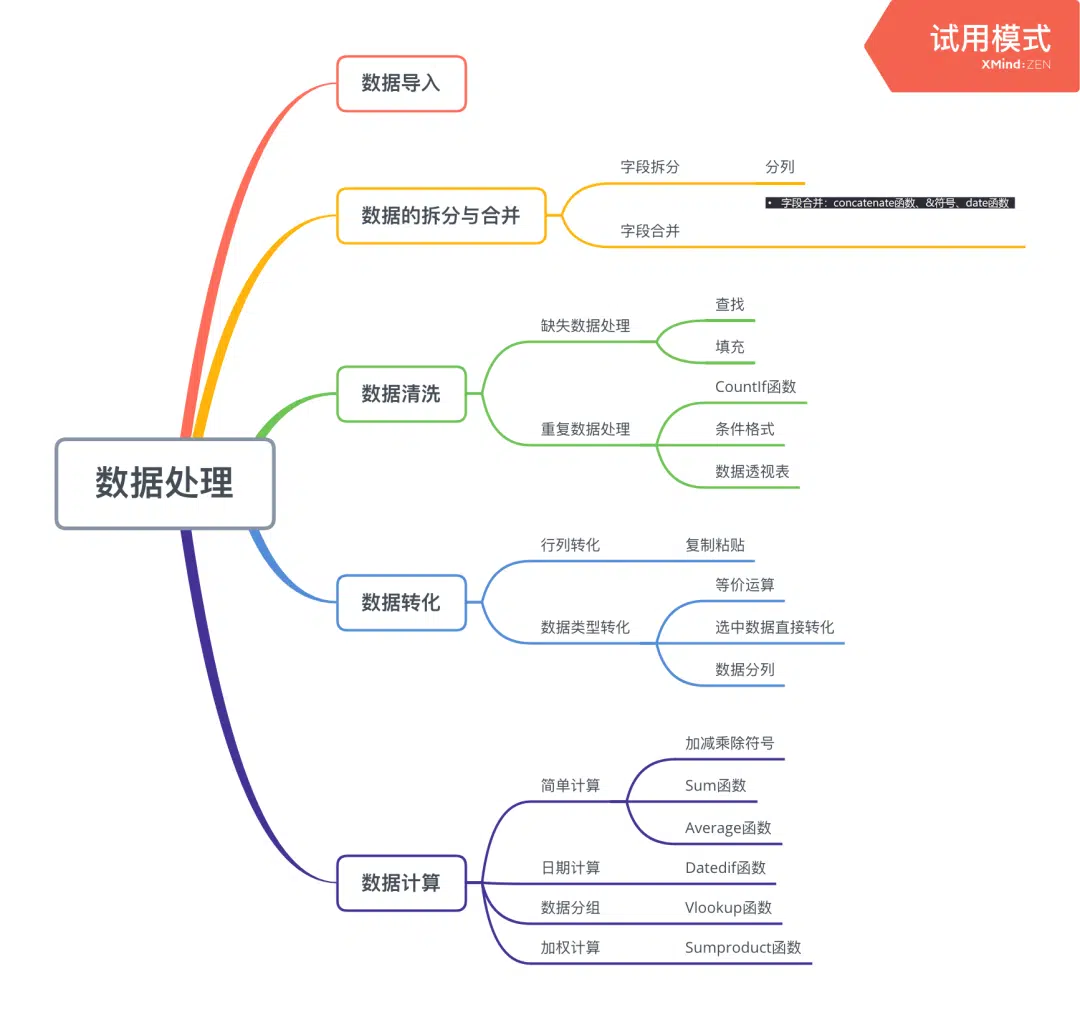 试用模式
XMind:ZEN
数据处理
数据导入
数据的拆分与合并
字段拆分
分列
字段合并
• 字段合并：concatenate函数、&符号、date函数
数据清洗
缺失数据处理
查找
填充
重复数据处理
CountIf函数
条件格式
数据透视表
数据转化
行列转化
复制粘贴
数据类型转化
等价运算
选中数据直接转化
数据分列
数据计算
简单计算
加减乘除符号
Sum函数
Average函数
日期计算
Datedif函数
数据分组
Vlookup函数
加权计算
Sumproduct函数